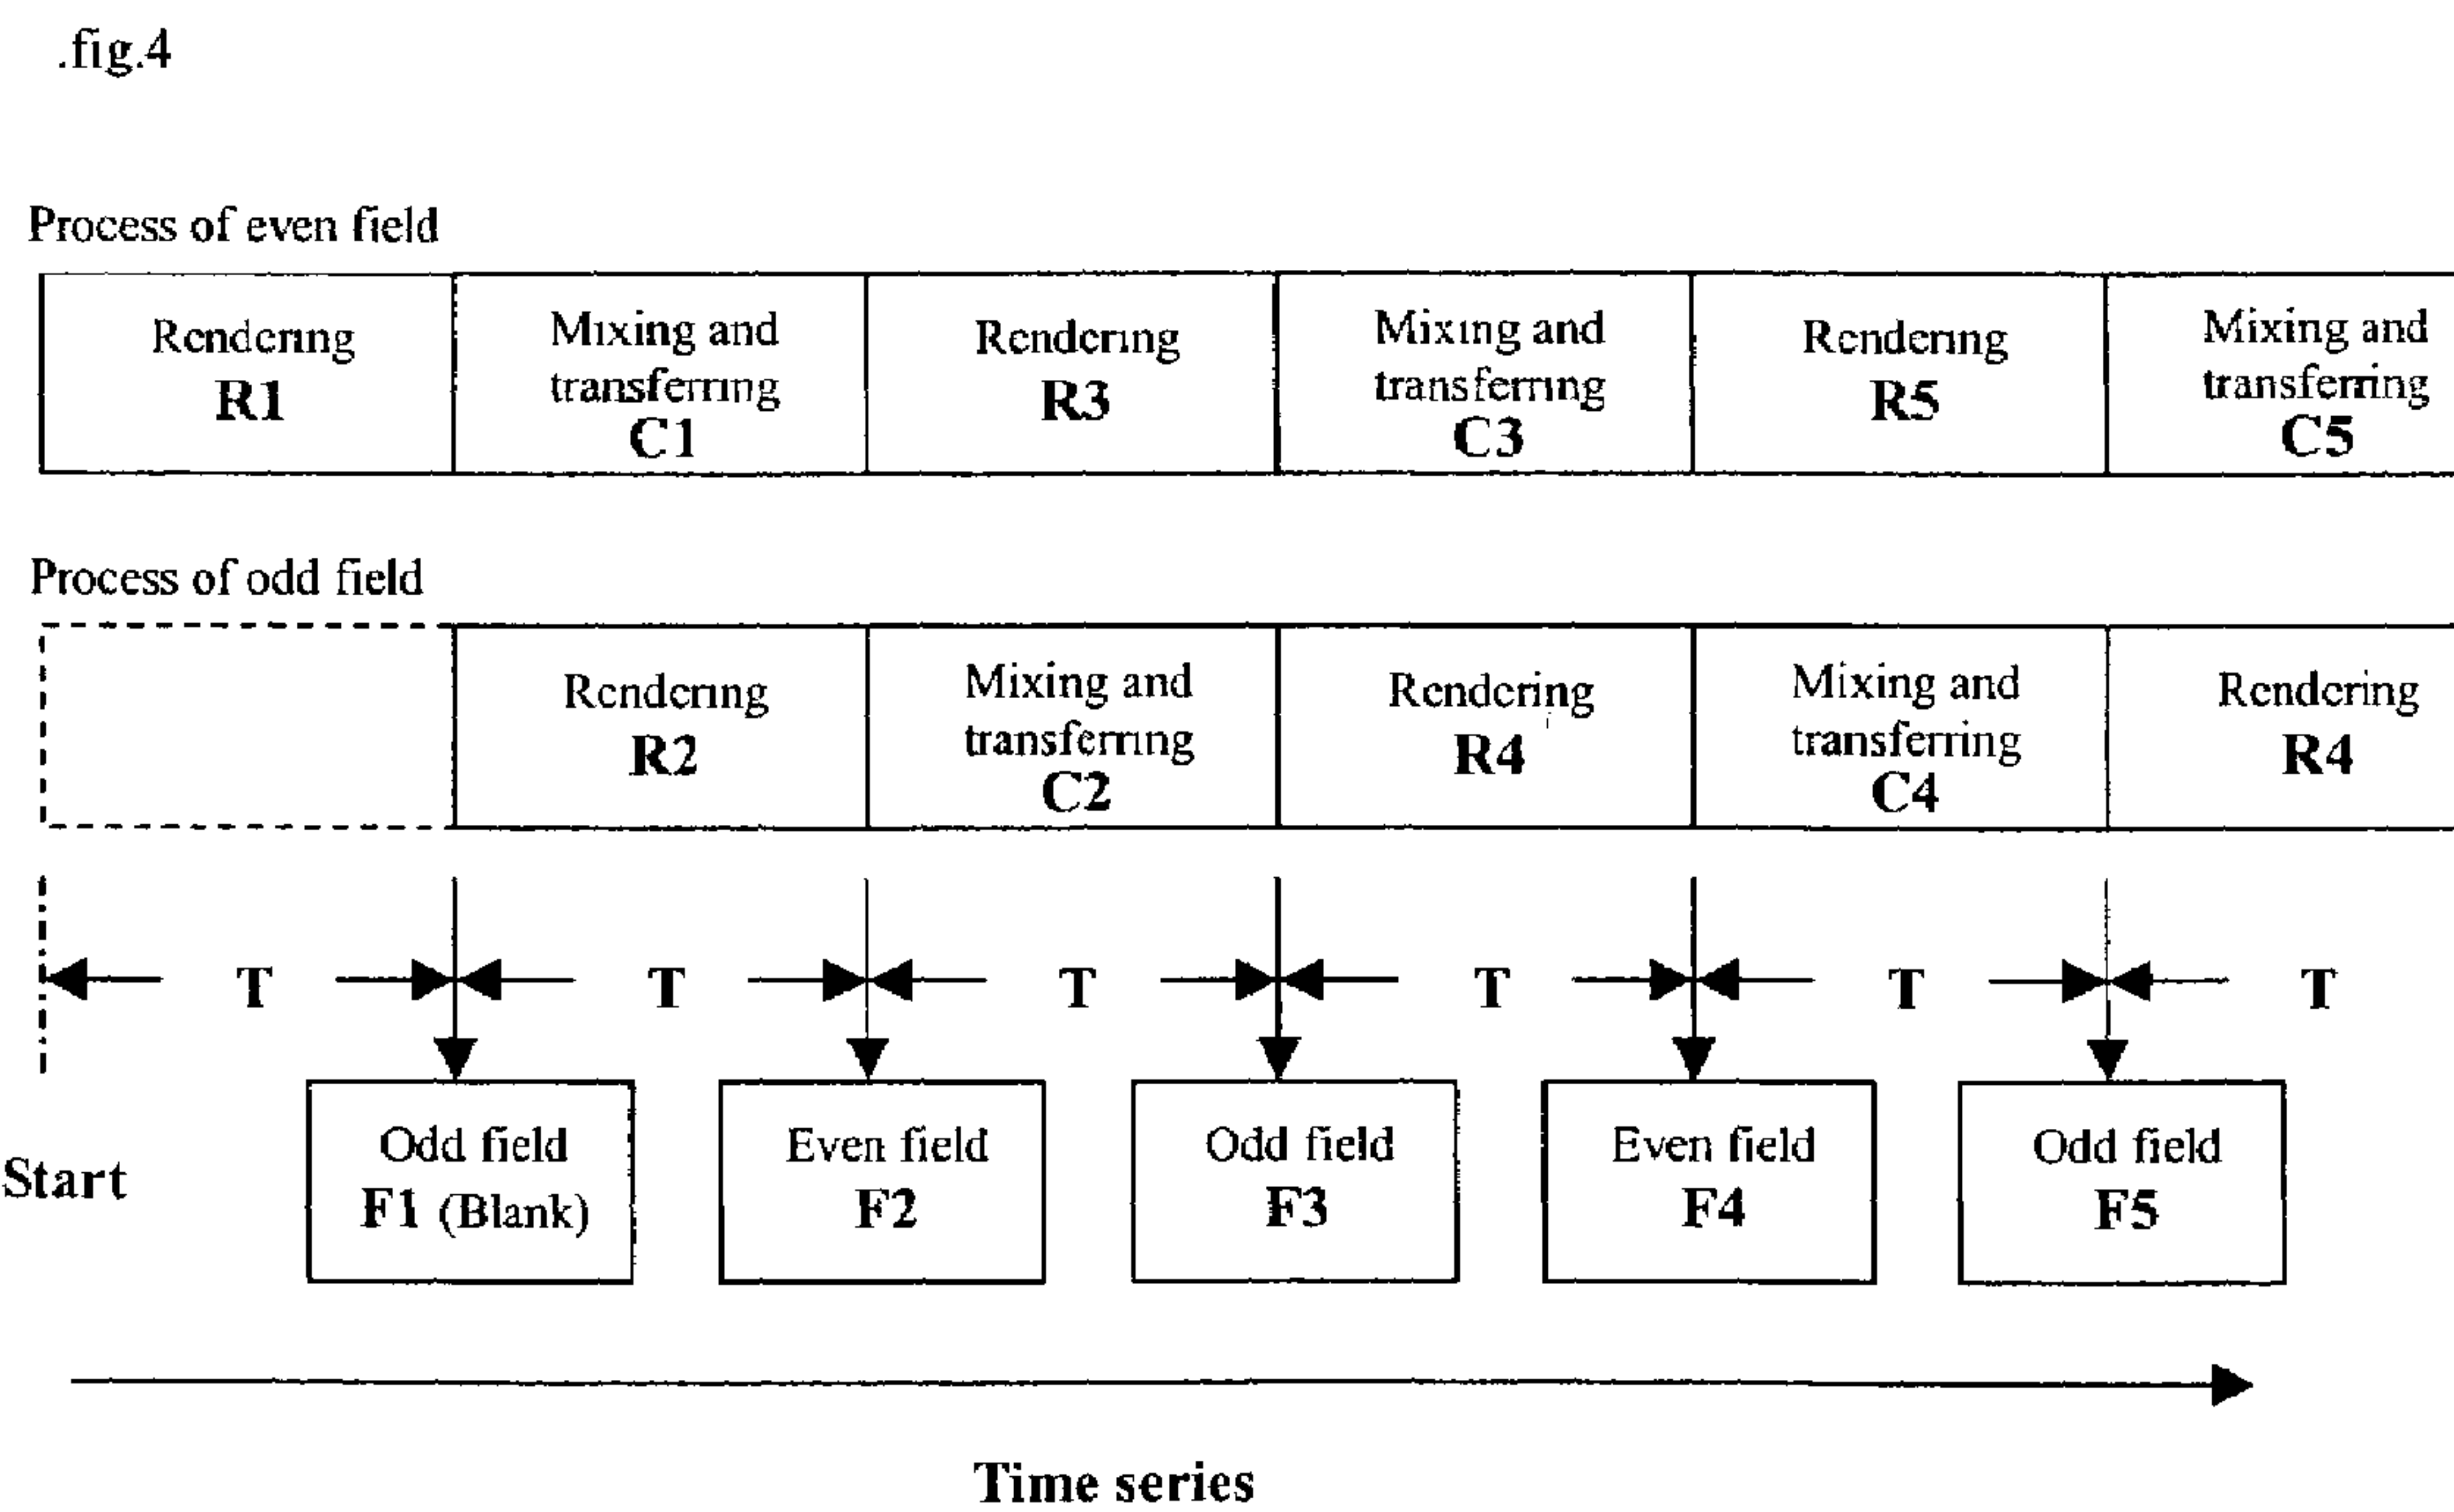 .fig.4
Process of even field
Rendering
R1
Mixing and
transferring
C1
Rendering
R3
Mixing and
transferring
C3
Rendering
R5
Mixing and
transferring
C5
Process of odd field
Rendering
R2
Mixing and
transferring
C2
Rendering
R4
Mixing and
transferring
C4
Rendering
R4
T T T T T T
Start
Odd field
F1 (Blank)
Even field
F2
Odd field
F3
Even field
F4
Odd field
F5
Time series